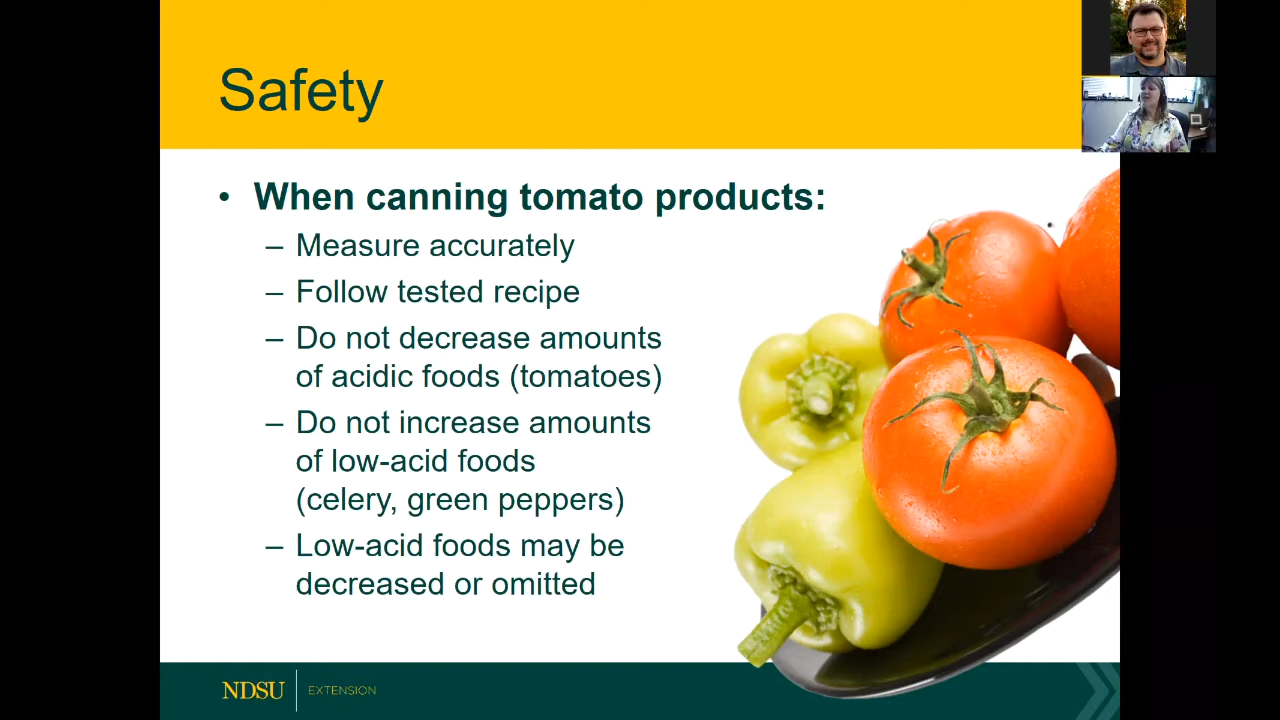 Safety
• When canning tomato products:
– Measure accurately
– Follow tested recipe
– Do not decrease amounts
of acidic foods (tomatoes)
– Do not increase amounts
of low-acid foods
(celery, green peppers)
– Low-acid foods may be
decreased or omitted
NDSU EXTENSION